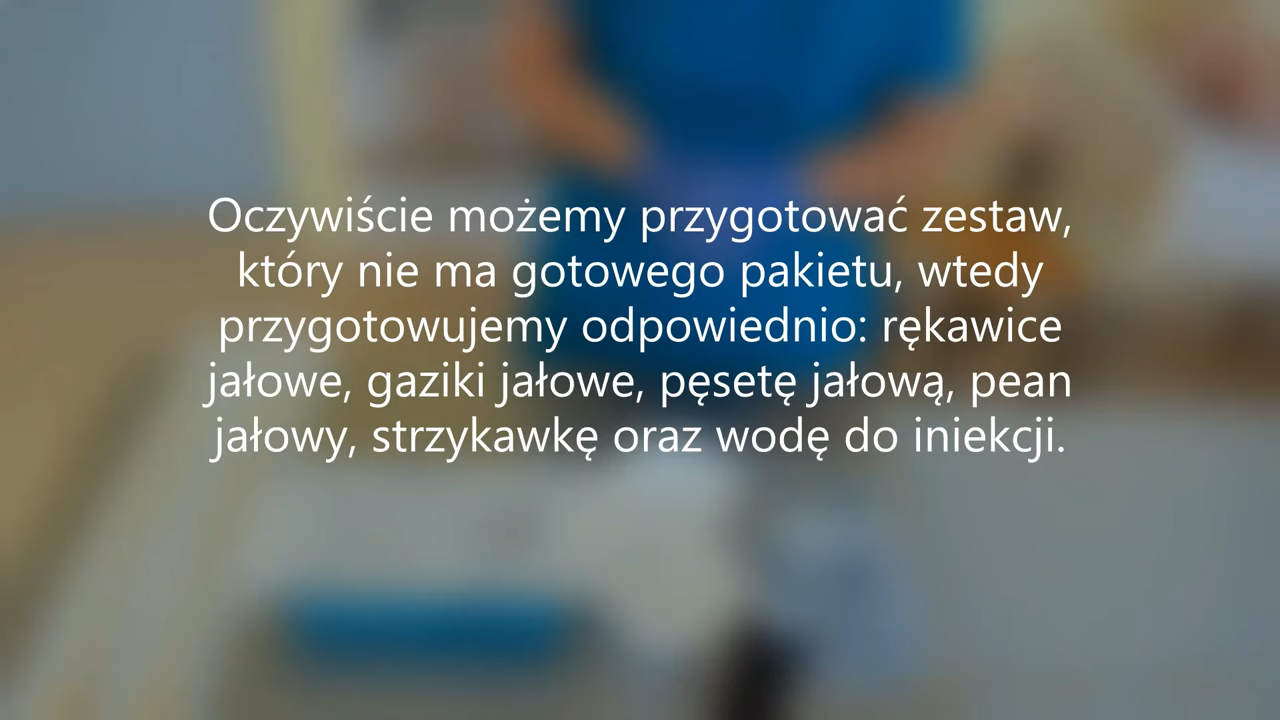 Oczywiście możemy przygotować zestaw,
który nie ma gotowego pakietu, wtedy
przygotowujemy odpowiednio: rękawice
jałowe, gaziki jałowe, pęsetę jałową, pean
jałowy, strzykawkę oraz wodę do iniekcji.